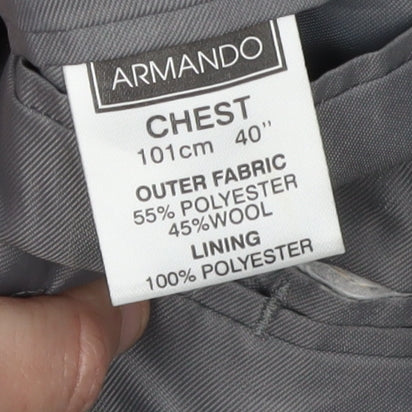 ARMANDO
CHEST
101cm 40''
OUTER FABRIC
55% POLYESTER
45%WOOL
LINING
100% POLYESTER